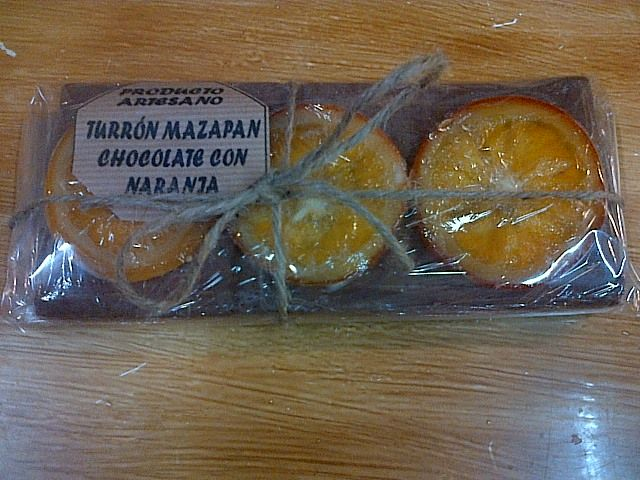 PRODUCTO
ARTESANO
TURRÓN MAZAPAN
CHOCOLATE CON
NARANJA